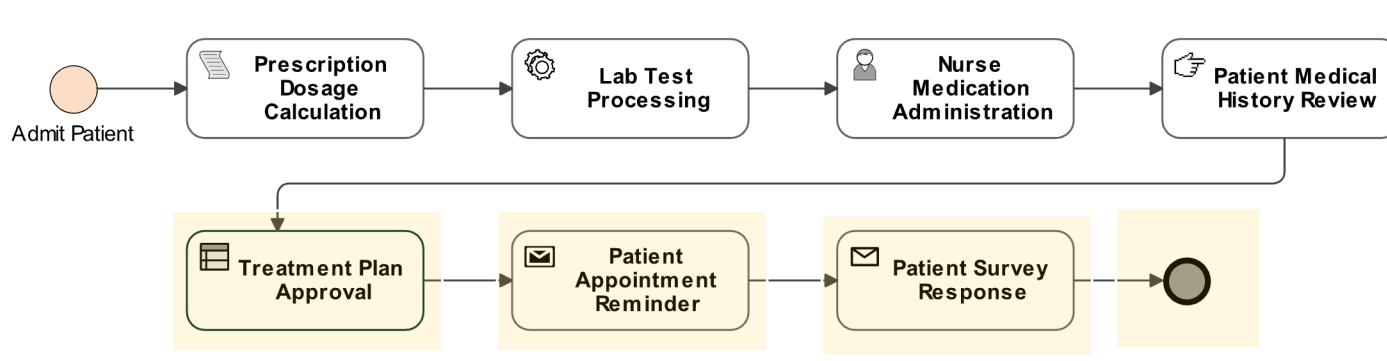 Prescription
Dosage
Calculation
Lab Test
Processing
Nurse
Medication
Administration
Patient Medical
History Review
Admit Patient
Treatment Plan
Approval
Patient
Appointment
Reminder
Patient Survey
Response